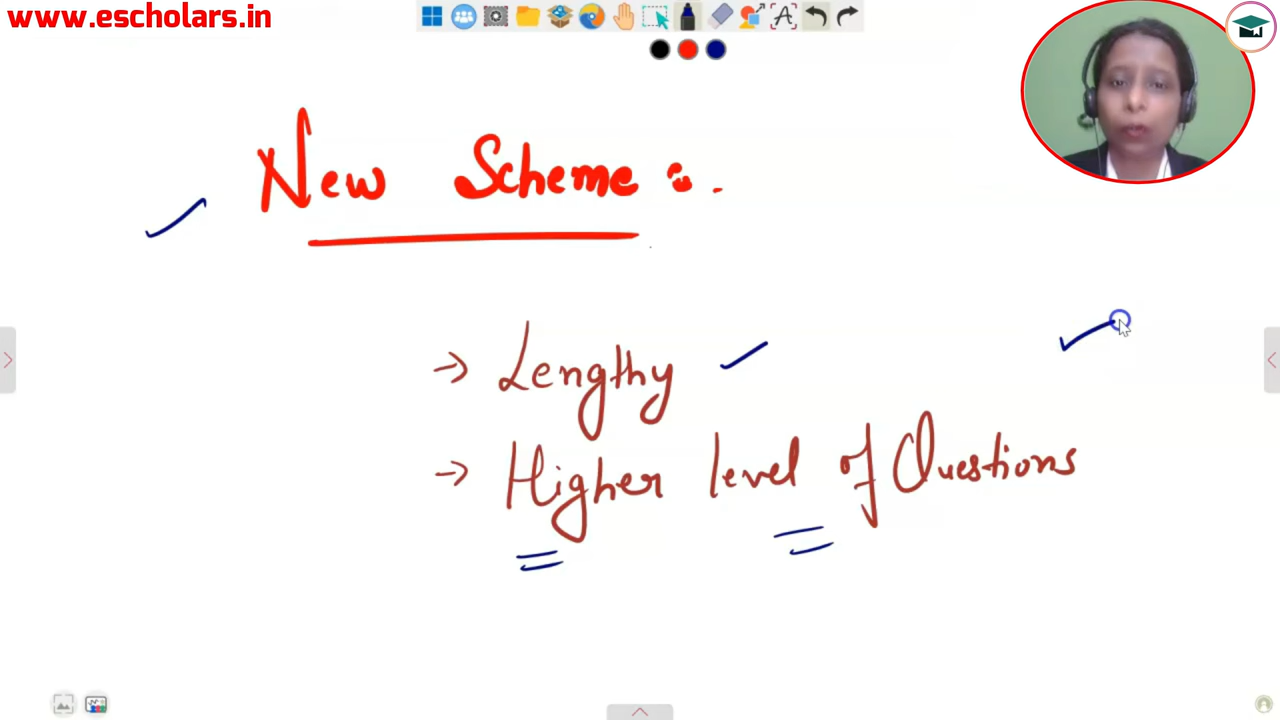 www.escholars.in
New Scheme :.
→ Lengthy
→ Higher level of Questions